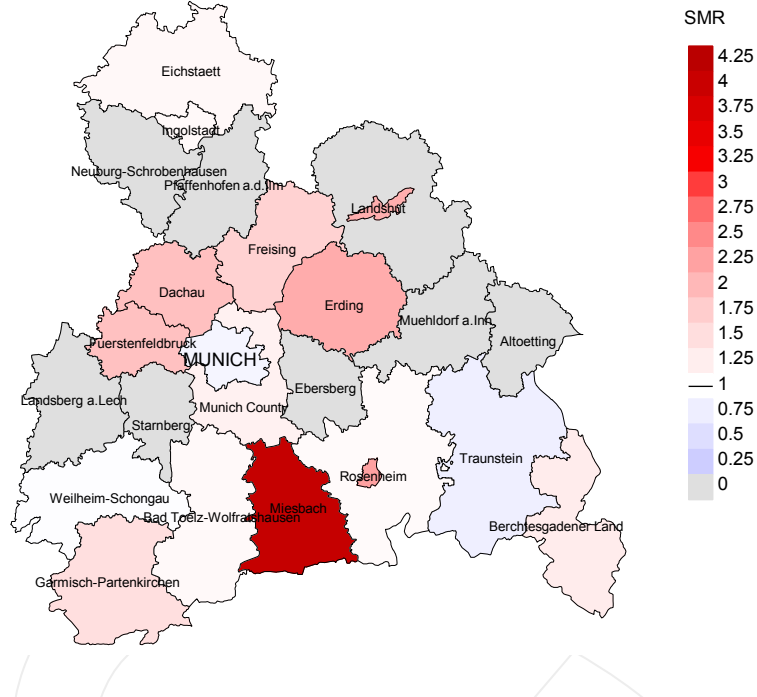 SMR
4.25
4
3.75
3.5
3.25
3
2.75
2.5
2.25
2
1.75
1.5
1.25
1
0.75
0.5
0.25
0
Eichstaett
Ingolstadt
Neuburg-Schrobenhausen
Pfaffenhofen a.d.Ilm
Landshut
Freising
Dachau
Erding
Muehldorf a.Inn
Altoetting
Fuerstenfeldbruck
MUNICH
Ebersberg
Landsberg a.Lech
Munich County
Starnberg
Traunstein
Rosenheim
Weilheim-Schongau
Miesbach
Bad Toelz-Wolfratshausen
Berchtesgadener Land
Garmisch-Partenkirchen